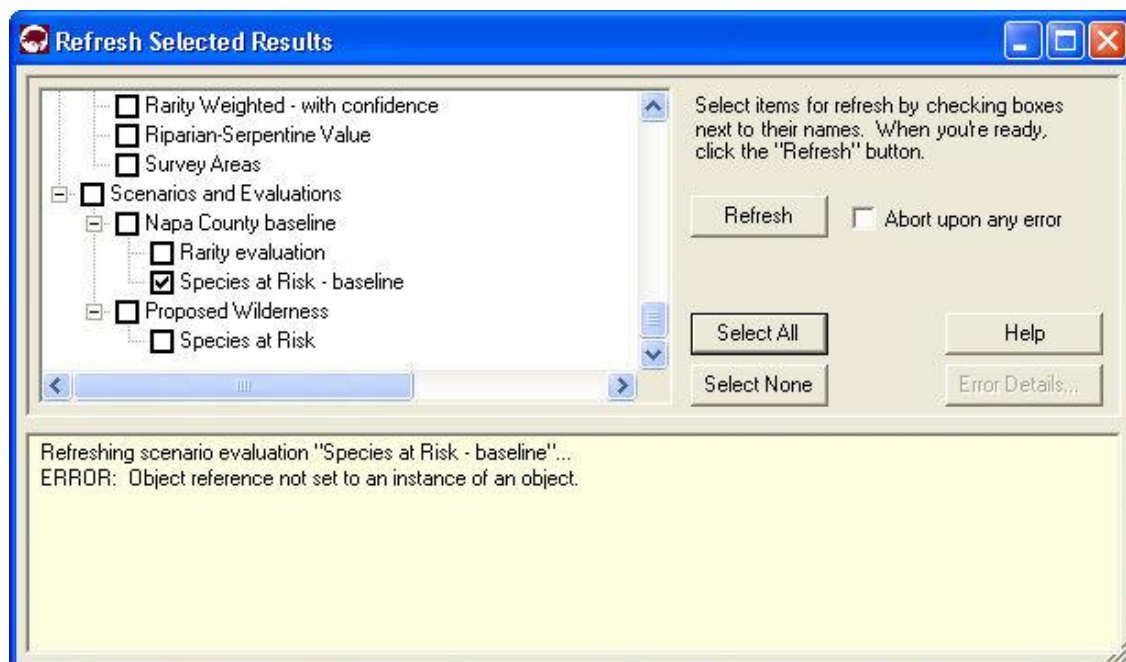 Refresh Selected Results
Rarity Weighted - with confidence
Riparian-Serpentine Value
Survey Areas
Scenarios and Evaluations
Napa County baseline
Rarity evaluation
Species at Risk - baseline
Proposed Wilderness
Species at Risk
Select items for refresh by checking boxes
next to their names. When you're ready,
click the "Refresh" button.
Refresh
Abort upon any error
Select All
Help
Select None
Error Details...
Refreshing scenario evaluation "Species at Risk - baseline"...
ERROR: Object reference not set to an instance of an object.